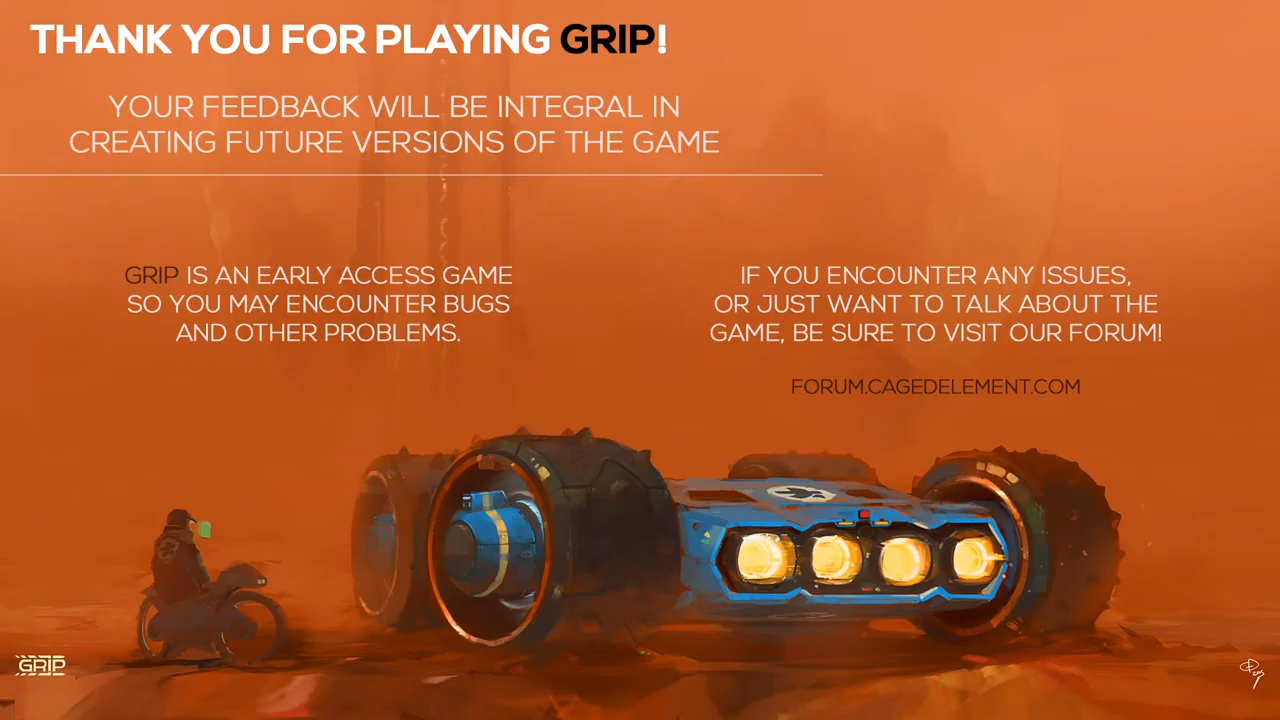 THANK YOU FOR PLAYING GRIP!
YOUR FEEDBACK WILL BE INTEGRAL IN
CREATING FUTURE VERSIONS OF THE GAME
GRIP IS AN EARLY ACCESS GAME
SO YOU MAY ENCOUNTER BUGS
AND OTHER PROBLEMS.
IF YOU ENCOUNTER ANY ISSUES,
OR JUST WANT TO TALK ABOUT THE
GAME, BE SURE TO VISIT OUR FORUM!
FORUM.CAGEDELEMENT.COM
GRIP